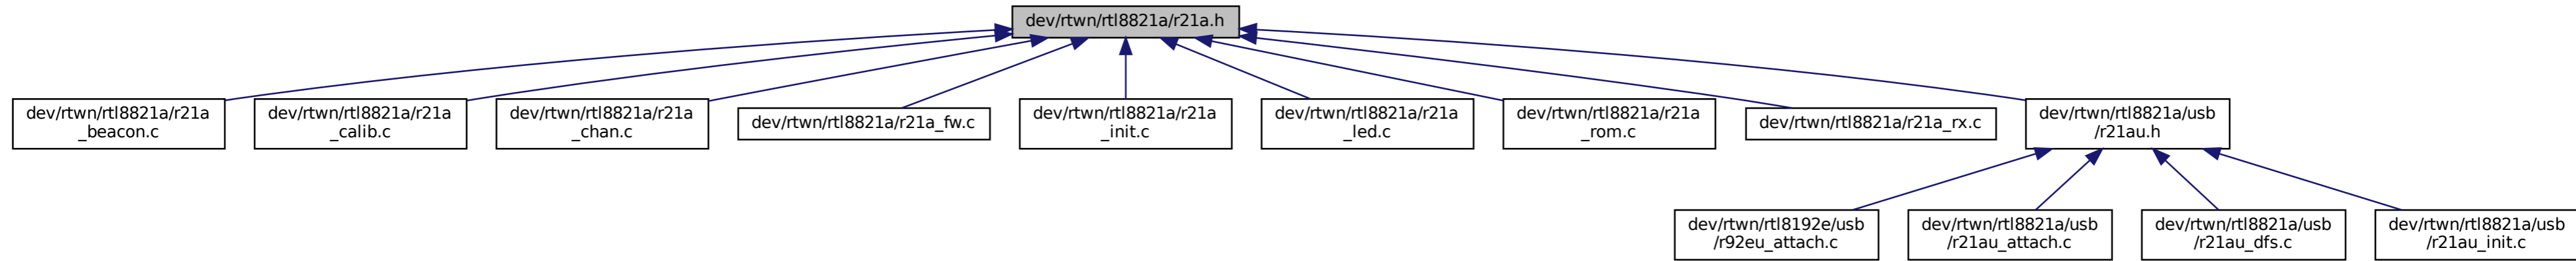 dev/rtwn/rtl8821a/r21a.h
dev/rtwn/rtl8821a/r21a
_beacon.c
dev/rtwn/rtl8821a/r21a
_calib.c
dev/rtwn/rtl8821a/r21a
_chan.c
dev/rtwn/rtl8821a/r21a_fw.c
dev/rtwn/rtl8821a/r21a
_init.c
dev/rtwn/rtl8821a/r21a
_led.c
dev/rtwn/rtl8821a/r21a
_rom.c
dev/rtwn/rtl8821a/r21a_rx.c
dev/rtwn/rtl8821a/usb
/r21au.h
dev/rtwn/rtl8192e/usb
/r92eu_attach.c
dev/rtwn/rtl8821a/usb
/r21au_attach.c
dev/rtwn/rtl8821a/usb
/r21au_dfs.c
dev/rtwn/rtl8821a/usb
/r21au_init.c